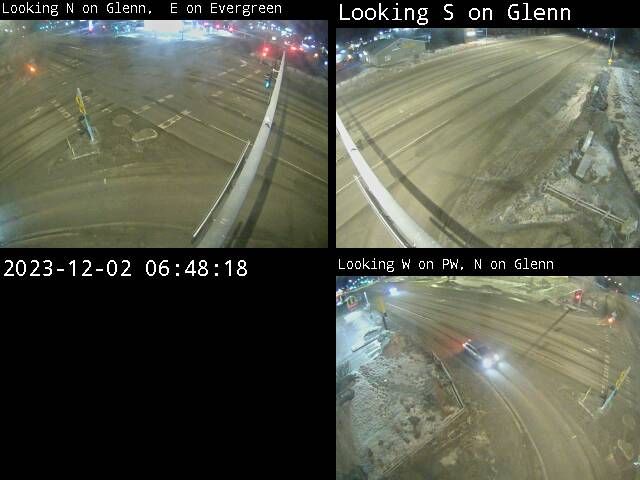 Looking N on Glenn,  E on Evergreen
Looking S on Glenn
2023-12-02 06:48:18
Looking W on PW, N on Glenn